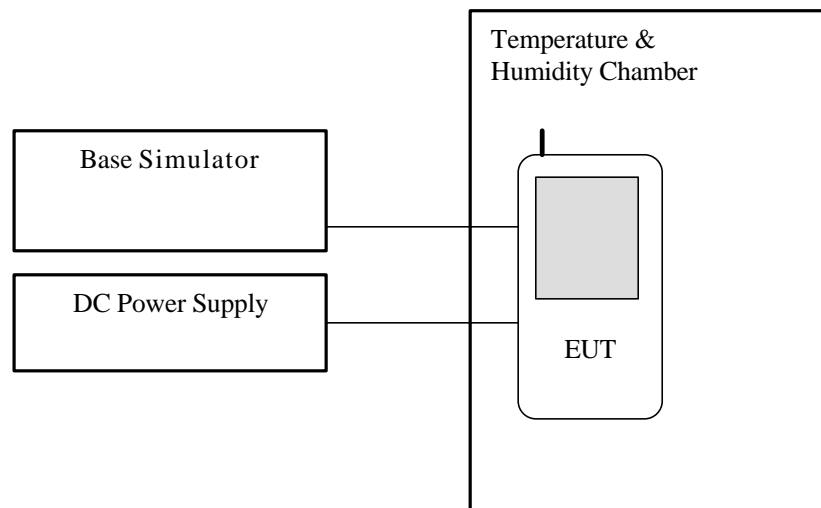 Temperature &
Humidity Chamber
Base Simulator
DC Power Supply
EUT